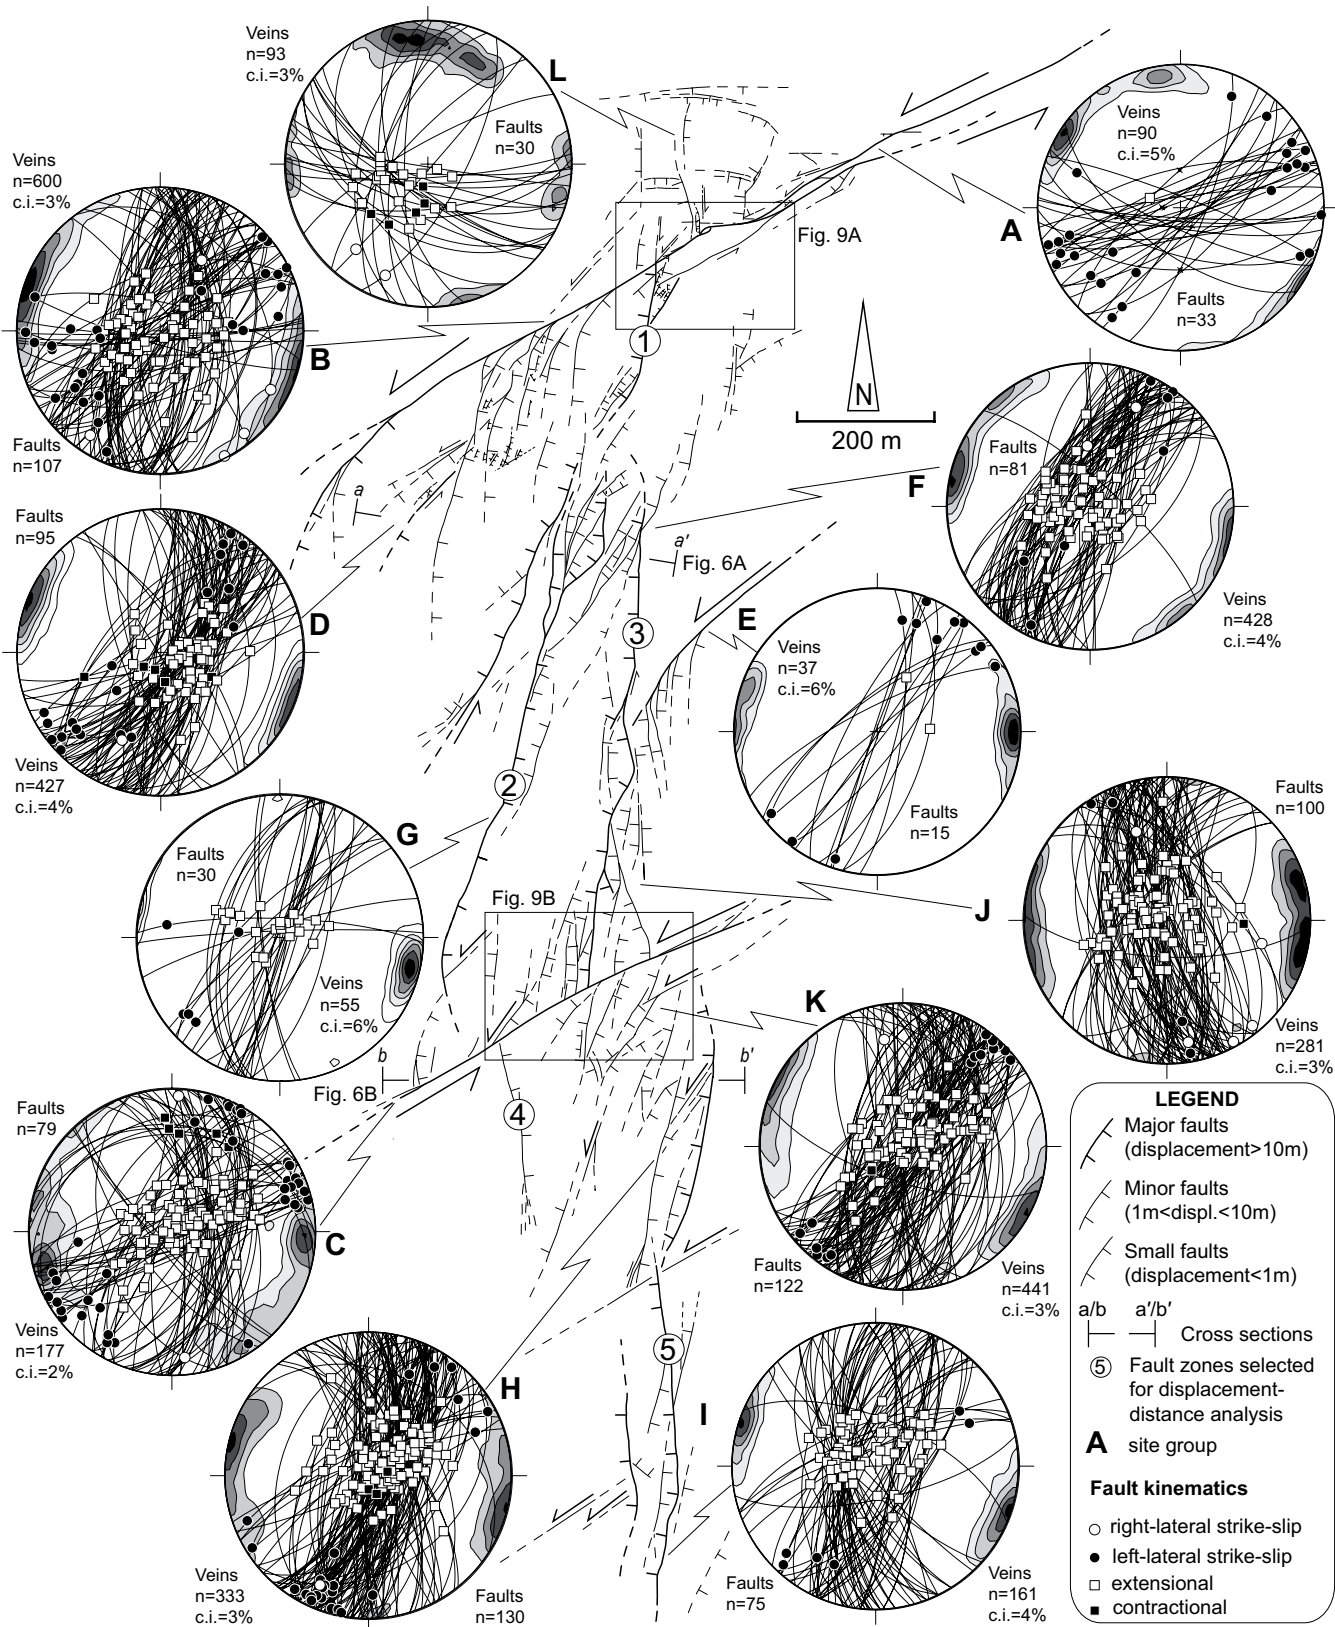 Veins
n=93
c.i.=3%
L
Faults
n=30
Veins
n=90
c.i.=5%
A
Faults
n=33
Veins
n=600
c.i.=3%
B
Faults
n=107
Fig. 9A
1
N
200 m
Faults
n=81
F
Veins
n=428
c.i.=4%
a
a'
Fig. 6A
Faults
n=95
D
Veins
n=427
c.i.=4%
3
E
Veins
n=37
c.i.=6%
Faults
n=15
2
G
Faults
n=30
Veins
n=55
c.i.=6%
Fig. 9B
J
Faults
n=100
Veins
n=281
c.i.=3%
b
b'
Fig. 6B
4
K
Faults
n=122
Veins
n=441
c.i.=3%
Faults
n=79
C
Veins
n=177
c.i.=2%
H
Veins
n=333
c.i.=3%
Faults
n=130
5
I
Faults
n=75
Veins
n=161
c.i.=4%
LEGEND
Major faults
(displacement>10m)
Minor faults
(1m<displ.<10m)
Small faults
(displacement<1m)
a/b a'/b'
Cross sections
5 Fault zones selected
for displacement-
distance analysis
A site group
Fault kinematics
right-lateral strike-slip
left-lateral strike-slip
extensional
contractional